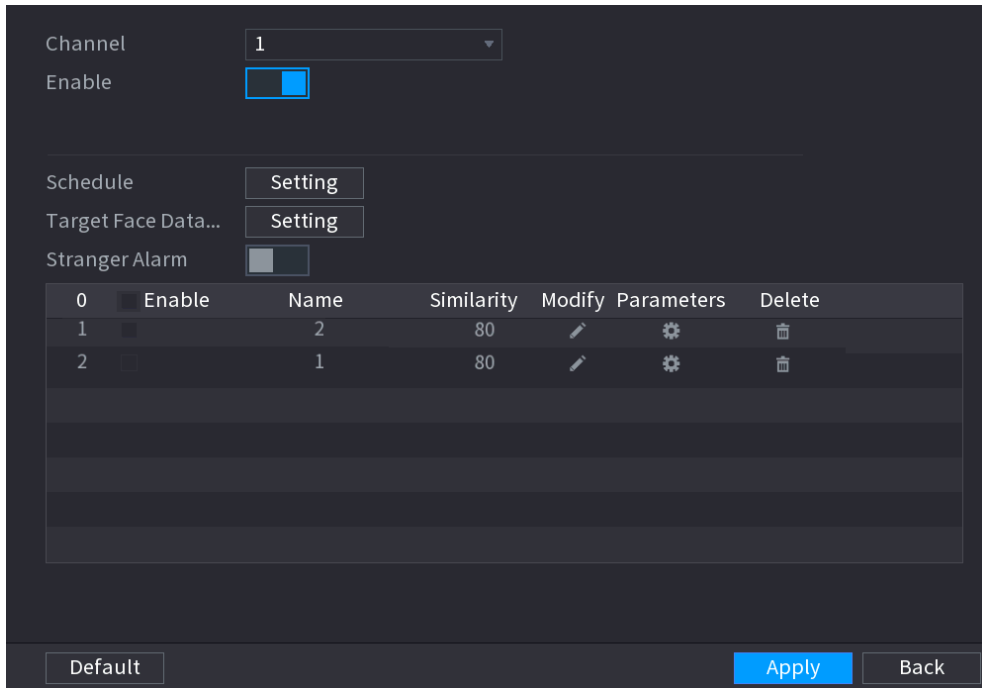 Channel 1
Enable
Schedule Setting
Target Face Data... Setting
Stranger Alarm
0 Enable Name Similarity Modify Parameters Delete
1 2 80
2 1 80
Default Apply Back